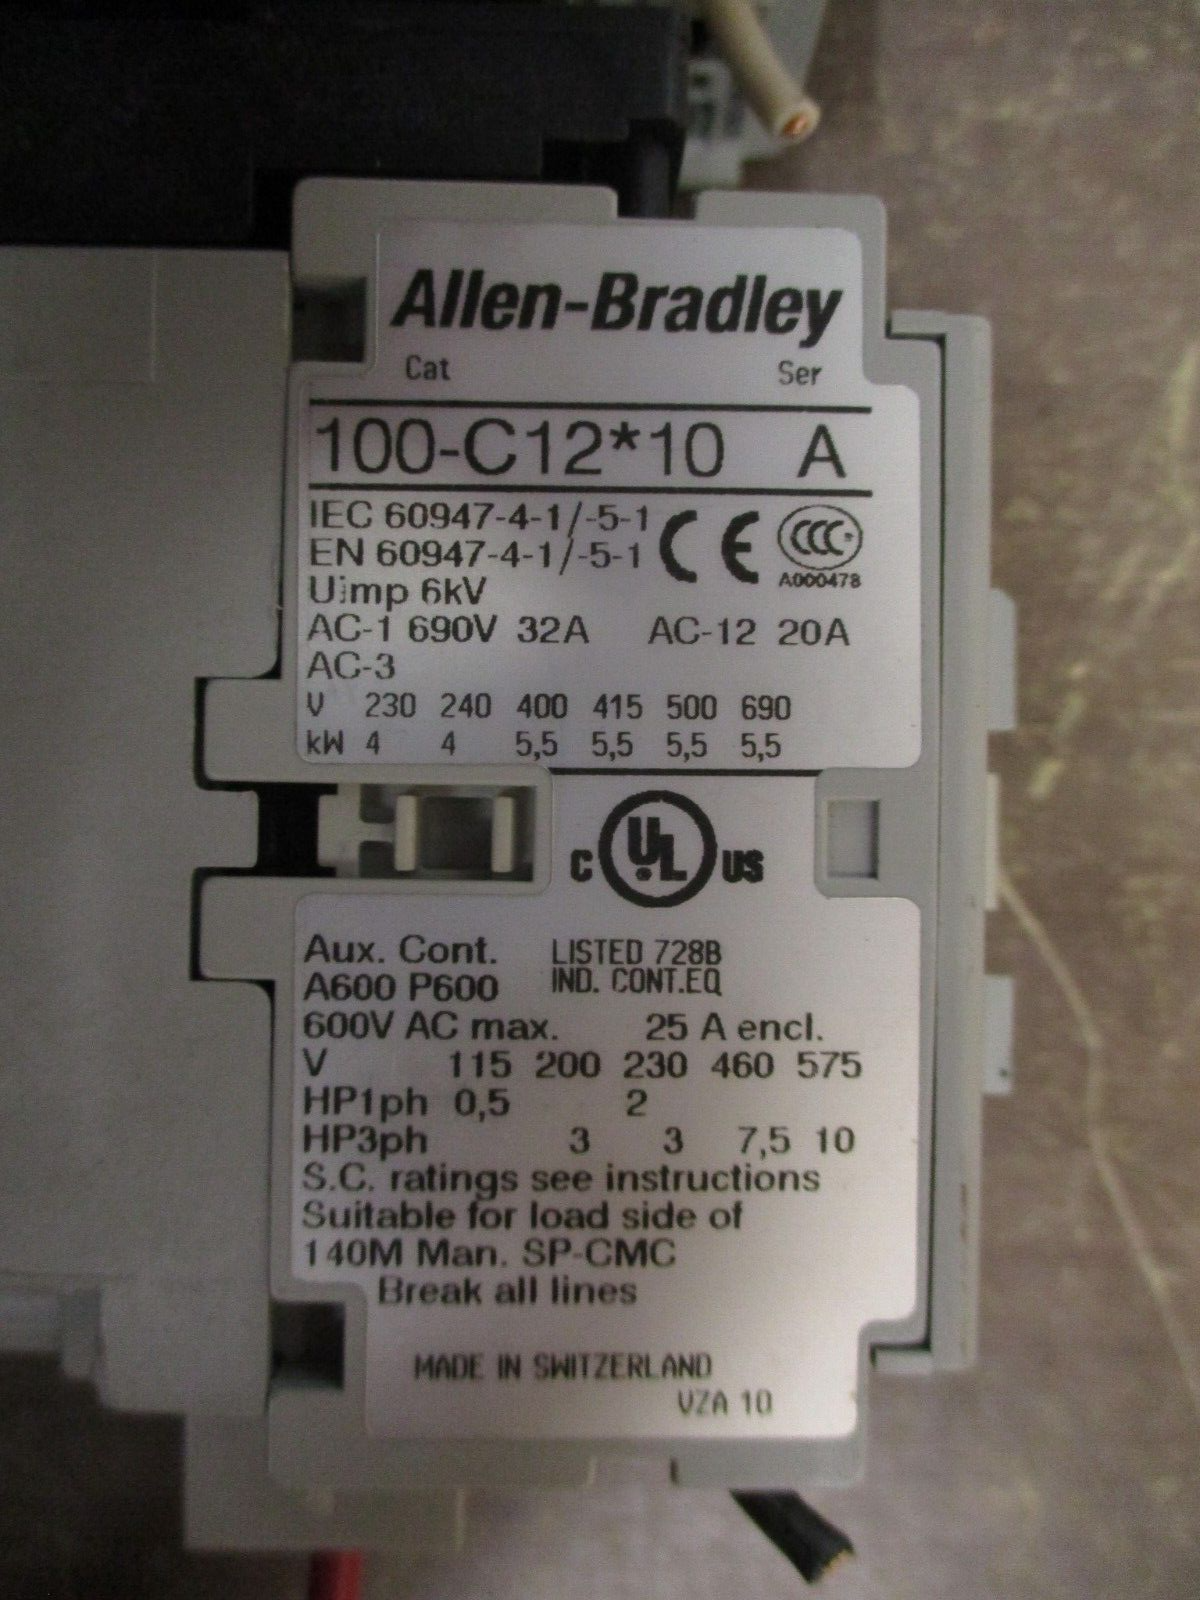 Allen-Bradley
Cat Ser
100-C12*10 A
IEC 60947-4-1/-5-1
EN 60947-4-1/-5-1
CE
CCC
A000478
Uimp 6kV
AC-1 690V 32A AC-12 20A
AC-3
V 230 240 400 415 500 690
kW 4 4 5,5 5,5 5,5 5,5
C UL US
Aux. Cont. LISTED 728B
A600 P600 IND. CONT.EQ
600V AC max. 25 A encl.
V 115 200 230 460 575
HP1ph 0,5 2
HP3ph 3 3 7,5 10
S.C. ratings see instructions
Suitable for load side of
140M Man. SP-CMC
Break all lines
MADE IN SWITZERLAND
VZA 10